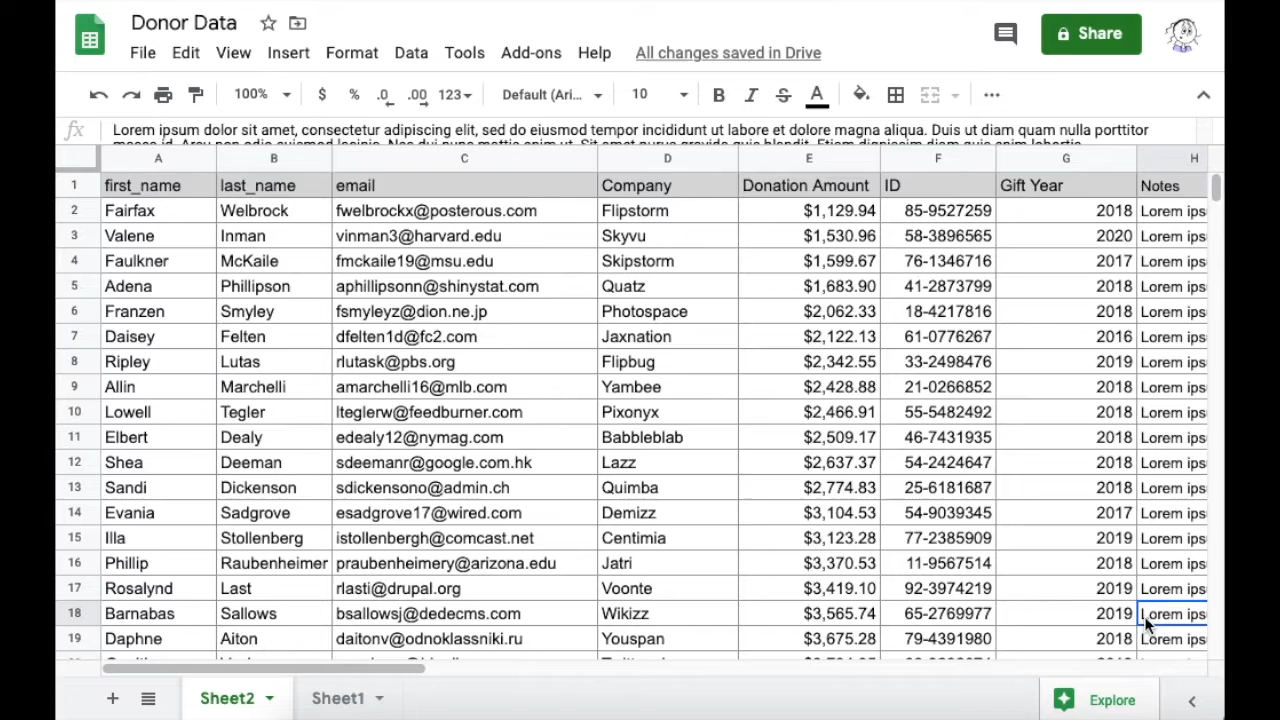 Donor Data
File Edit View Insert Format Data Tools Add-ons Help All changes saved in Drive
Share
100% $ % .0 .00 123 Default (Ari... 10 B I S A
fx Lorem ipsum dolor sit amet, consectetur adipiscing elit, sed do eiusmod tempor incididunt ut labore et dolore magna aliqua. Duis ut diam quam nulla porttitor
A B C D E F G H
1 first_name last_name email Company Donation Amount ID Gift Year Notes
2 Fairfax Welbrock fwelbrockx@posterous.com Flipstorm $1,129.94 85-9527259 2018 Lorem ips
3 Valene Inman vinman3@harvard.edu Skyvu $1,530.96 58-3896565 2020 Lorem ips
4 Faulkner McKaile fmckaile19@msu.edu Skipstorm $1,599.67 76-1346716 2017 Lorem ips
5 Adena Phillipson aphillipsonn@shinystat.com Quatz $1,683.90 41-2873799 2018 Lorem ips
6 Franzen Smyley fsmyleyz@dion.ne.jp Photospace $2,062.33 18-4217816 2018 Lorem ips
7 Daisey Felten dfelten1d@fc2.com Jaxnation $2,122.13 61-0776267 2016 Lorem ips
8 Ripley Lutas rlutask@pbs.org Flipbug $2,342.55 33-2498476 2019 Lorem ips
9 Allin Marchelli amarchelli16@mlb.com Yambee $2,428.88 21-0266852 2018 Lorem ips
10 Lowell Tegler lteglerw@feedburner.com Pixonyx $2,466.91 55-5482492 2018 Lorem ips
11 Elbert Dealy edealy12@nymag.com Babbleblab $2,509.17 46-7431935 2018 Lorem ips
12 Shea Deeman sdeemanr@google.com.hk Lazz $2,637.37 54-2424647 2018 Lorem ips
13 Sandi Dickenson sdickensono@admin.ch Quimba $2,774.83 25-6181687 2018 Lorem ips
14 Evania Sadgrove esadgrove17@wired.com Demizz $3,104.53 54-9039345 2017 Lorem ips
15 Illa Stollenberg istollenbergh@comcast.net Centimia $3,123.28 77-2385909 2019 Lorem ips
16 Phillip Raubenheimer praubenheimery@arizona.edu Jatri $3,370.53 11-9567514 2018 Lorem ips
17 Rosalynd Last rlasti@drupal.org Voonte $3,419.10 92-3974219 2019 Lorem ips
18 Barnabas Sallows bsallowsj@dedecms.com Wikizz $3,565.74 65-2769977 2019 Lorem ips
19 Daphne Aiton daitonv@odnoklassniki.ru Youspan $3,675.28 79-4391980 2018 Lorem ips
Sheet2 Sheet1 Explore